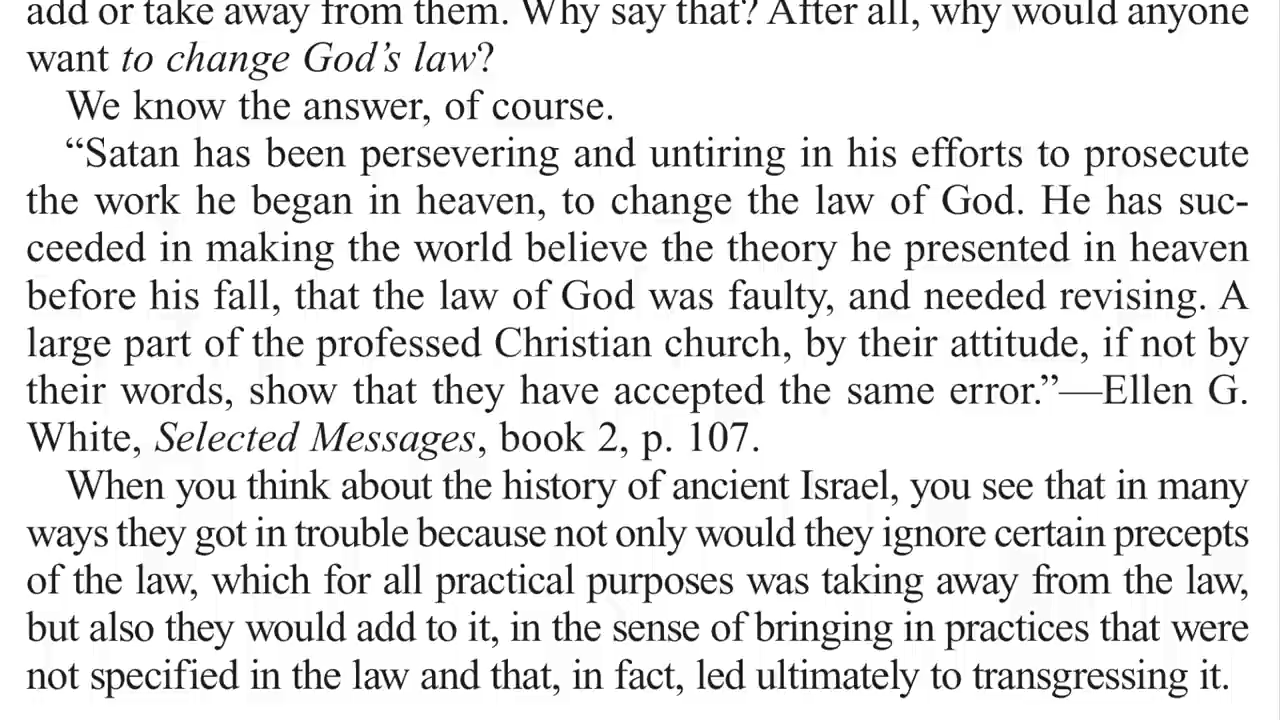 add or take away from them. Why say that? After all, why would anyone
want to change God’s law?
We know the answer, of course.
“Satan has been persevering and untiring in his efforts to prosecute
the work he began in heaven, to change the law of God. He has suc-
ceeded in making the world believe the theory he presented in heaven
before his fall, that the law of God was faulty, and needed revising. A
large part of the professed Christian church, by their attitude, if not by
their words, show that they have accepted the same error.”—Ellen G.
White, Selected Messages, book 2, p. 107.
When you think about the history of ancient Israel, you see that in many
ways they got in trouble because not only would they ignore certain precepts
of the law, which for all practical purposes was taking away from the law,
but also they would add to it, in the sense of bringing in practices that were
not specified in the law and that, in fact, led ultimately to transgressing it.